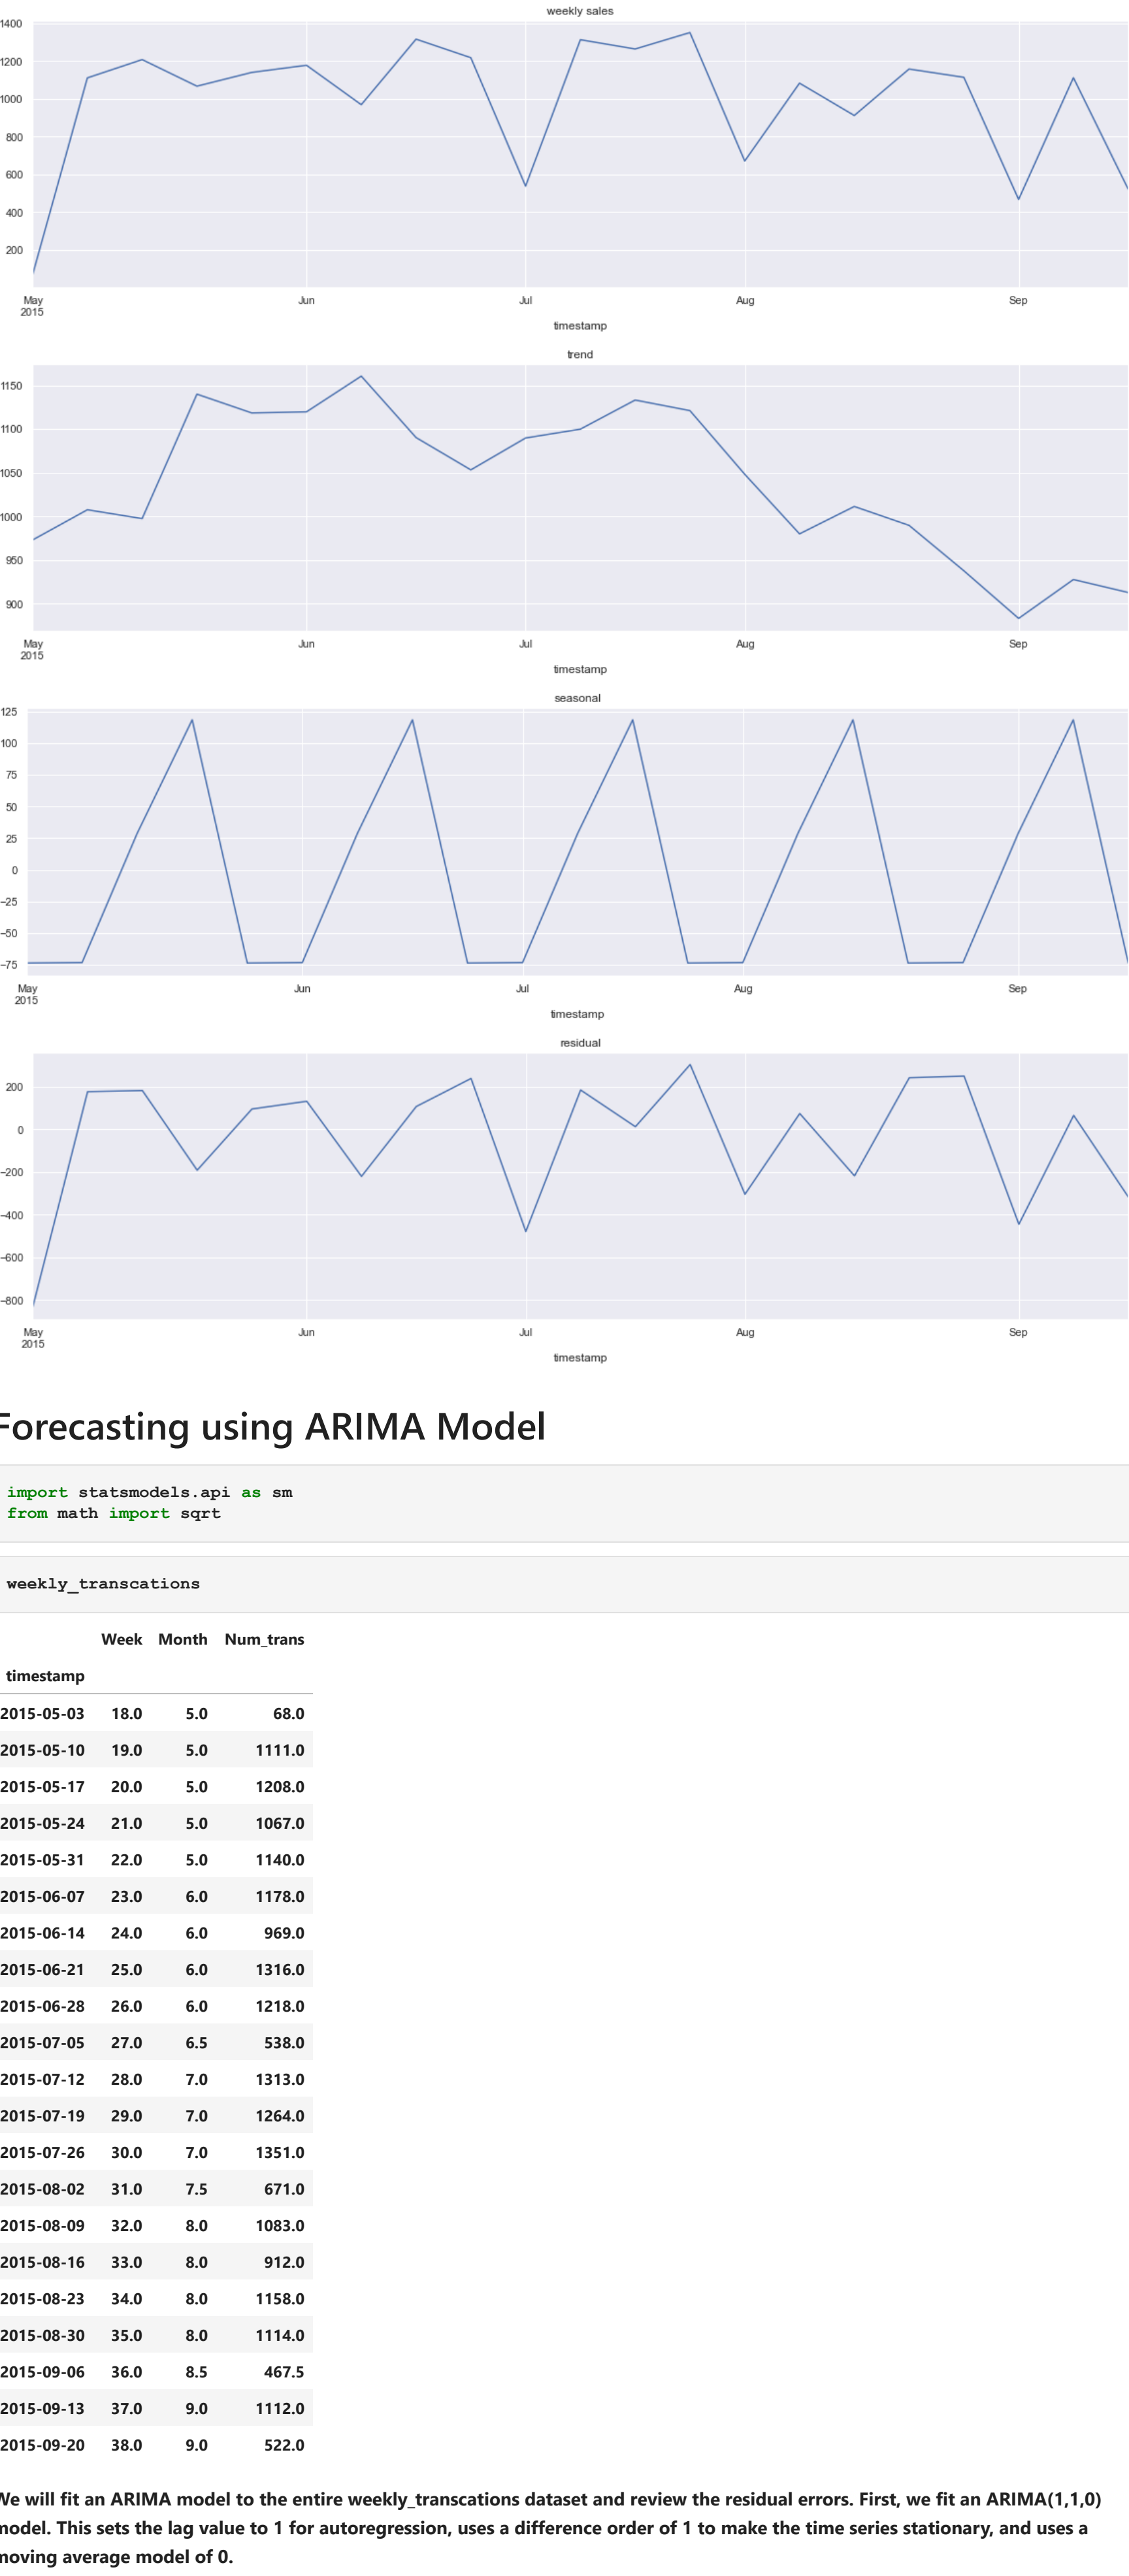 weekly sales
1400
1200
1000
800
600
400
200
May
2015
Jun
Jul
Aug
Sep
timestamp
trend
1150
1100
1050
1000
950
900
May
2015
Jun
Jul
Aug
Sep
timestamp
seasonal
125
100
75
50
25
0
−25
−50
−75
May
2015
Jun
Jul
Aug
Sep
timestamp
residual
200
0
−200
−400
−600
−800
May
2015
Jun
Jul
Aug
Sep
timestamp
Forecasting using ARIMA Model
import statsmodels.api as sm
from math import sqrt
weekly_transcations
Week Month Num_trans
timestamp
2015-05-03 18.0 5.0 68.0
2015-05-10 19.0 5.0 1111.0
2015-05-17 20.0 5.0 1208.0
2015-05-24 21.0 5.0 1067.0
2015-05-31 22.0 5.0 1140.0
2015-06-07 23.0 6.0 1178.0
2015-06-14 24.0 6.0 969.0
2015-06-21 25.0 6.0 1316.0
2015-06-28 26.0 6.0 1218.0
2015-07-05 27.0 6.5 538.0
2015-07-12 28.0 7.0 1313.0
2015-07-19 29.0 7.0 1264.0
2015-07-26 30.0 7.0 1351.0
2015-08-02 31.0 7.5 671.0
2015-08-09 32.0 8.0 1083.0
2015-08-16 33.0 8.0 912.0
2015-08-23 34.0 8.0 1158.0
2015-08-30 35.0 8.0 1114.0
2015-09-06 36.0 8.5 467.5
2015-09-13 37.0 9.0 1112.0
2015-09-20 38.0 9.0 522.0
We will fit an ARIMA model to the entire weekly_transcations dataset and review the residual errors. First, we fit an ARIMA(1,1,0)
model. This sets the lag value to 1 for autoregression, uses a difference order of 1 to make the time series stationary, and uses a
moving average model of 0.